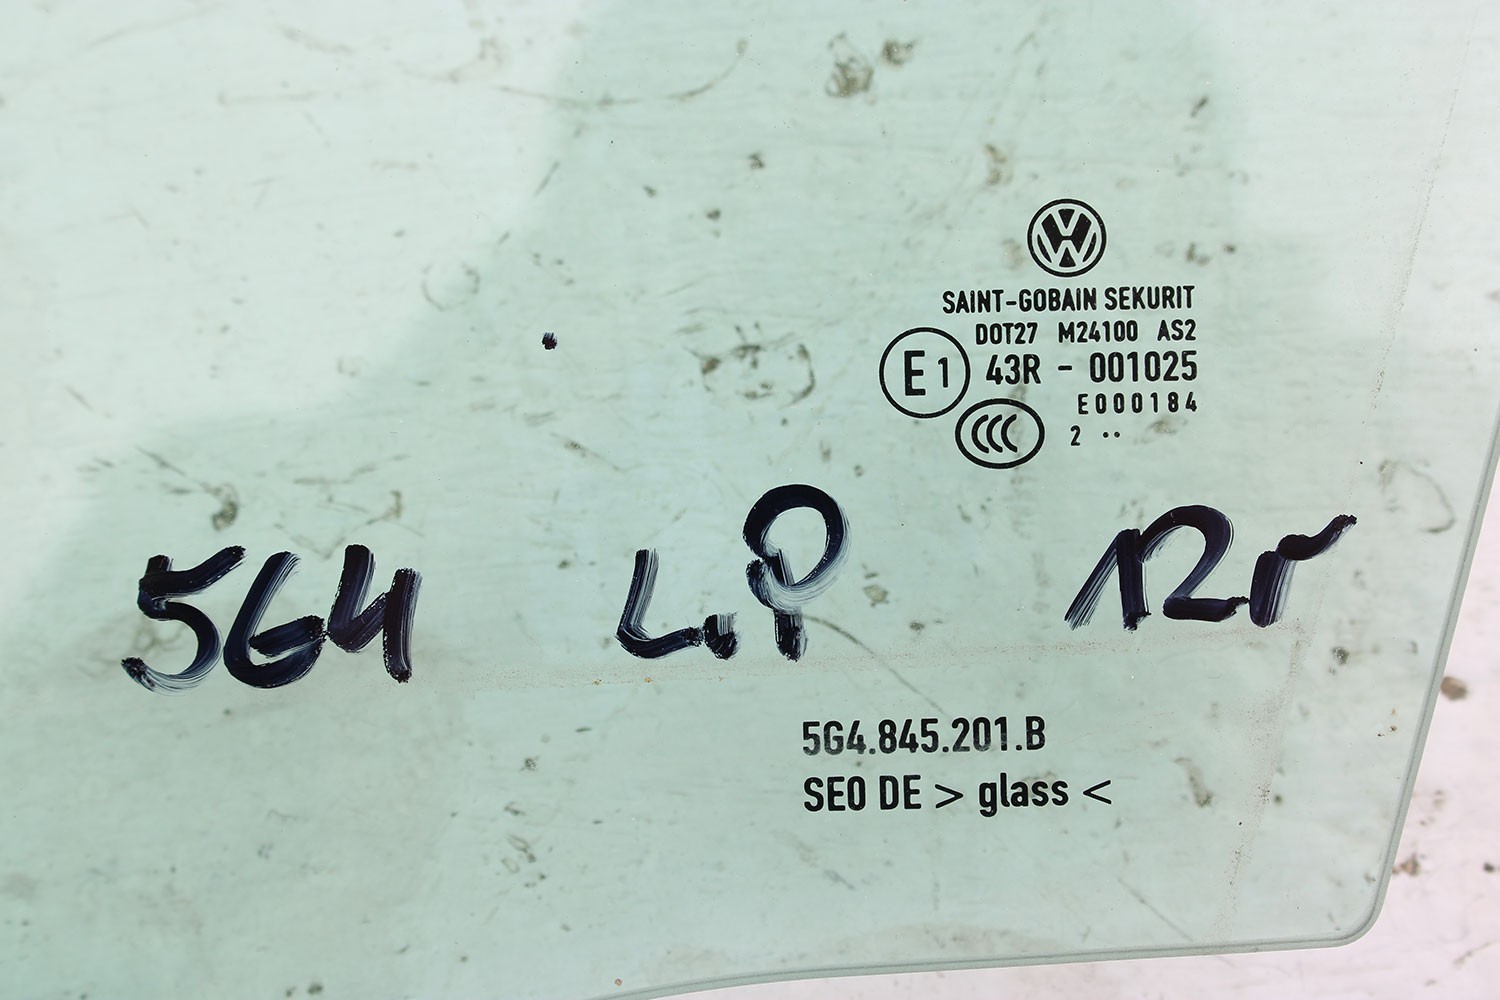 SAINT-GOBAIN SEKURIT
DOT27 M24100 AS2
E1 43R - 001025
E000184
CCC 2 ··
5G4 L.P 12r
5G4.845.201.B
SE0 DE > glass <